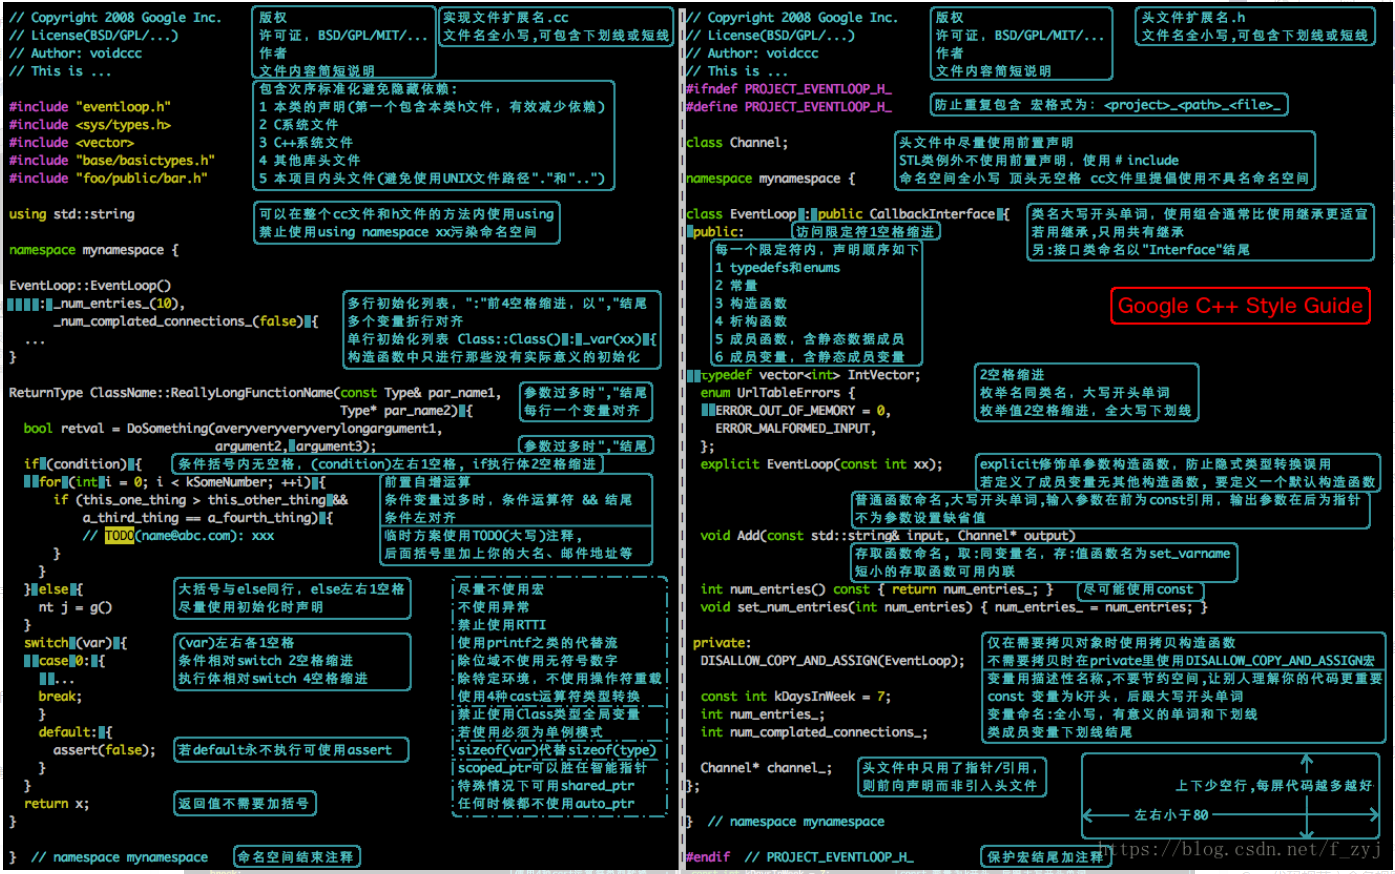 // Copyright 2008 Google Inc.
// License(BSD/GPL/...)
// Author: voidccc
// This is ...
版权
许可证, BSD/GPL/MIT/...
作者
文件内容简短说明
实现文件扩展名.cc
文件名全小写,可包含下划线或短线
#include "eventloop.h"
#include <sys/types.h>
#include <vector>
#include "base/basictypes.h"
#include "foo/public/bar.h"
包含次序标准化避免隐藏依赖:
1 本类的声明(第一个包含本类h文件, 有效减少依赖)
2 C系统文件
3 C++系统文件
4 其他库头文件
5 本项目内头文件(避免使用UNIX文件路径"."和"..")
using std::string
可以在整个cc文件和h文件的方法内使用using
禁止使用using namespace xx污染命名空间
namespace mynamespace {
EventLoop::EventLoop()
: _num_entries_(10),
_num_complated_connections_(false) {
...
}
多行初始化列表, ":"前4空格缩进, 以","结尾
多个变量折行对齐
单行初始化列表 Class::Class() : _var(xx) {
构造函数中只进行那些没有实际意义的初始化
ReturnType ClassName::ReallyLongFunctionName(const Type& par_name1,
Type* par_name2) {
参数过多时","结尾
每行一个变量对齐
bool retval = DoSomething(averyveryveryverylongargument1,
argument2, argument3);
参数过多时","结尾
if (condition) {
条件括号内无空格, (condition)左右1空格, if执行体2空格缩进
for (int i = 0; i < kSomeNumber; ++i) {
if (this_one_thing > this_other_thing &&
a_third_thing == a_fourth_thing) {
// TODO(name@abc.com): xxx
}
}
前置自增运算
条件变量过多时, 条件运算符 && 结尾
条件左对齐
临时方案使用TODO(大写)注释,
后面括号里加上你的大名、邮件地址等
} else {
nt j = g()
}
大括号与else同行, else左右1空格
尽量使用初始化时声明
switch (var) {
case 0: {
...
break;
}
default: {
assert(false);
}
}
return x;
}
(var)左右各1空格
条件相对switch 2空格缩进
执行体相对switch 4空格缩进
若default永不执行可使用assert
返回值不需要加括号
尽量不使用宏
不使用异常
禁止使用RTTI
使用printf之类的代替流
除位域不使用无符号数字
除特定环境, 不使用操作符重载
使用4种cast运算符类型转换
禁止使用Class类型全局变量
若使用必须为单例模式
sizeof(var)代替sizeof(type)
scoped_ptr可以胜任智能指针
特殊情况下可用shared_ptr
任何时候都不使用auto_ptr
} // namespace mynamespace
命名空间结束注释
// Copyright 2008 Google Inc.
// License(BSD/GPL/...)
// Author: voidccc
// This is ...
版权
许可证, BSD/GPL/MIT/...
作者
文件内容简短说明
头文件扩展名.h
文件名全小写,可包含下划线或短线
#ifndef PROJECT_EVENTLOOP_H_
#define PROJECT_EVENTLOOP_H_
防止重复包含 宏格式为: <project>_<path>_<file>_
class Channel;
namespace mynamespace {
头文件中尽量使用前置声明
STL类例外不使用前置声明, 使用#include
命名空间全小写 顶头无空格 cc文件里提倡使用不具名命名空间
class EventLoop : public CallbackInterface {
public:
访问限定符1空格缩进
类名大写开头单词, 使用组合通常比使用继承更适宜
若用继承,只用共有继承
另:接口类命名以"Interface"结尾
每一个限定符内, 声明顺序如下
1 typedefs和enums
2 常量
3 构造函数
4 析构函数
5 成员函数, 含静态数据成员
6 成员变量, 含静态成员变量
Google C++ Style Guide
typedef vector<int> IntVector;
enum UrlTableErrors {
ERROR_OUT_OF_MEMORY = 0,
ERROR_MALFORMED_INPUT,
};
2空格缩进
枚举名同类名, 大写开头单词
枚举值2空格缩进, 全大写下划线
explicit EventLoop(const int xx);
explicit修饰单参数构造函数, 防止隐式类型转换误用
若定义了成员变量无其他构造函数, 要定义一个默认构造函数
普通函数命名,大写开头单词,输入参数在前为const引用, 输出参数在后为指针
不为参数设置缺省值
void Add(const std::string& input, Channel* output)
存取函数命名, 取:同变量名, 存:值函数名为set_varname
短小的存取函数可用内联
int num_entries() const { return num_entries_; }
尽可能使用const
void set_num_entries(int num_entries) { num_entries_ = num_entries; }
private:
DISALLOW_COPY_AND_ASSIGN(EventLoop);
仅在需要拷贝对象时使用拷贝构造函数
不需要拷贝时在private里使用DISALLOW_COPY_AND_ASSIGN宏
const int kDaysInWeek = 7;
int num_entries_;
int num_complated_connections_;
变量用描述性名称,不要节约空间,让别人理解你的代码更重要
const 变量为k开头, 后跟大写开头单词
变量命名:全小写, 有意义的单词和下划线
类成员变量下划线结尾
Channel* channel_;
};
头文件中只用了指针/引用,
则前向声明而非引入头文件
上下少空行,每屏代码越多越好
左右小于80
} // namespace mynamespace
#endif // PROJECT_EVENTLOOP_H_
保护宏结尾加注释
https://blog.csdn.net/f_zyj